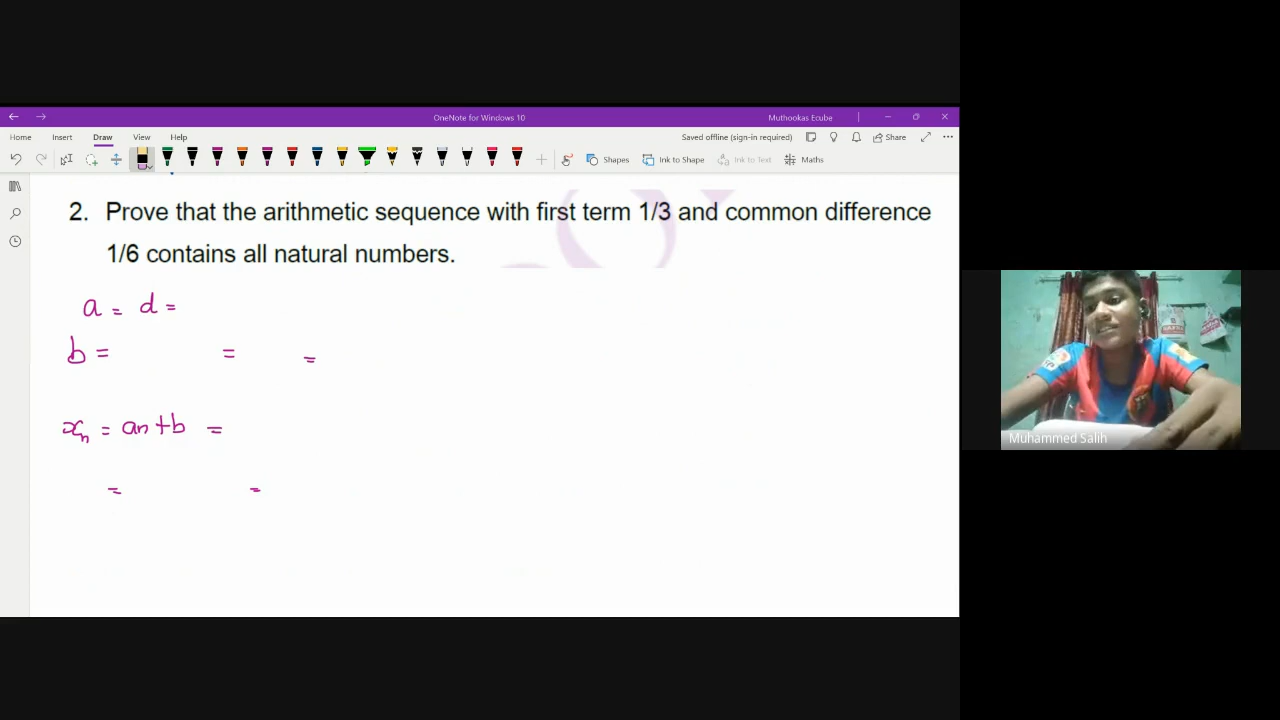 OneNote for Windows 10
Muthookas Ecube
Home Insert Draw View Help
Saved offline (sign-in required)
Share
Shapes
Ink to Shape
Ink to Text
Maths
2. Prove that the arithmetic sequence with first term 1/3 and common difference
1/6 contains all natural numbers.
a = d =
b = = =
xₙ = an+b =
= =
Muhammed Salih